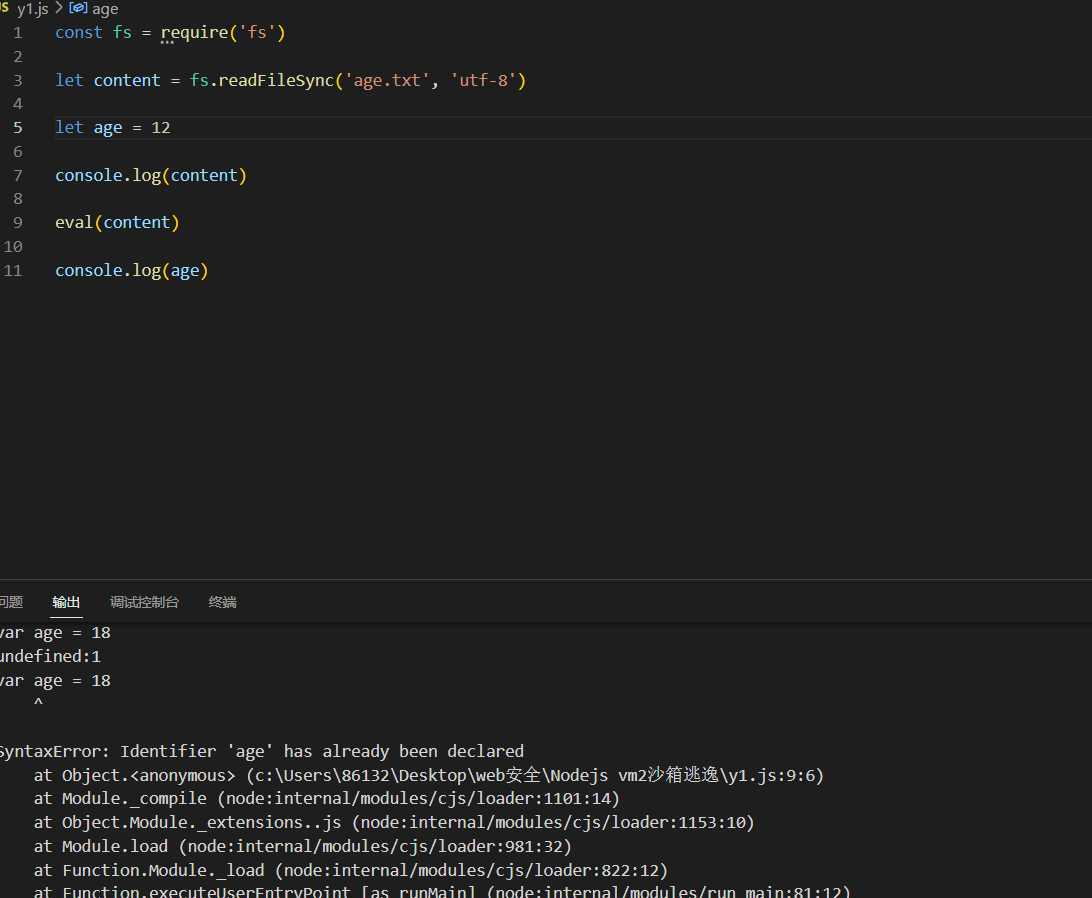 JS y1.js > age
1 const fs = require('fs')
2
3 let content = fs.readFileSync('age.txt', 'utf-8')
4
5 let age = 12
6
7 console.log(content)
8
9 eval(content)
10
11 console.log(age)
问题 输出 调试控制台 终端
var age = 18
undefined:1
var age = 18
^
SyntaxError: Identifier 'age' has already been declared
at Object.<anonymous> (c:\Users\86132\Desktop\web安全\Nodejs vm2沙箱逃逸\y1.js:9:6)
at Module._compile (node:internal/modules/cjs/loader:1101:14)
at Object.Module._extensions..js (node:internal/modules/cjs/loader:1153:10)
at Module.load (node:internal/modules/cjs/loader:981:32)
at Function.Module._load (node:internal/modules/cjs/loader:822:12)
at Function.executeUserEntryPoint [as runMain] (node:internal/modules/run_main:81:12)